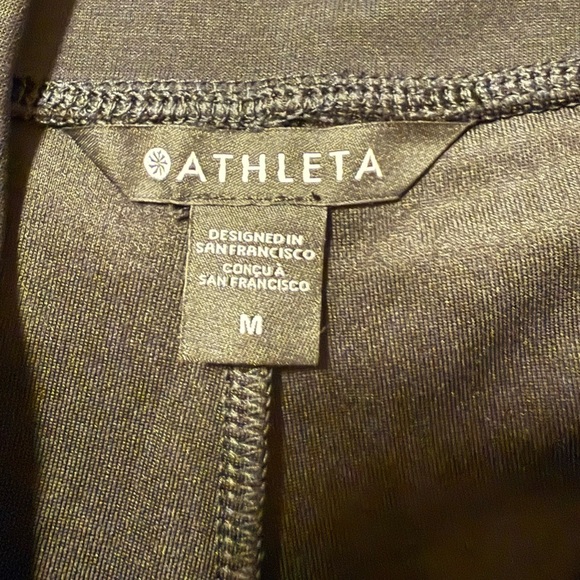 ATHLETA
DESIGNED IN
SAN FRANCISCO
CONÇU À
SAN FRANCISCO
M